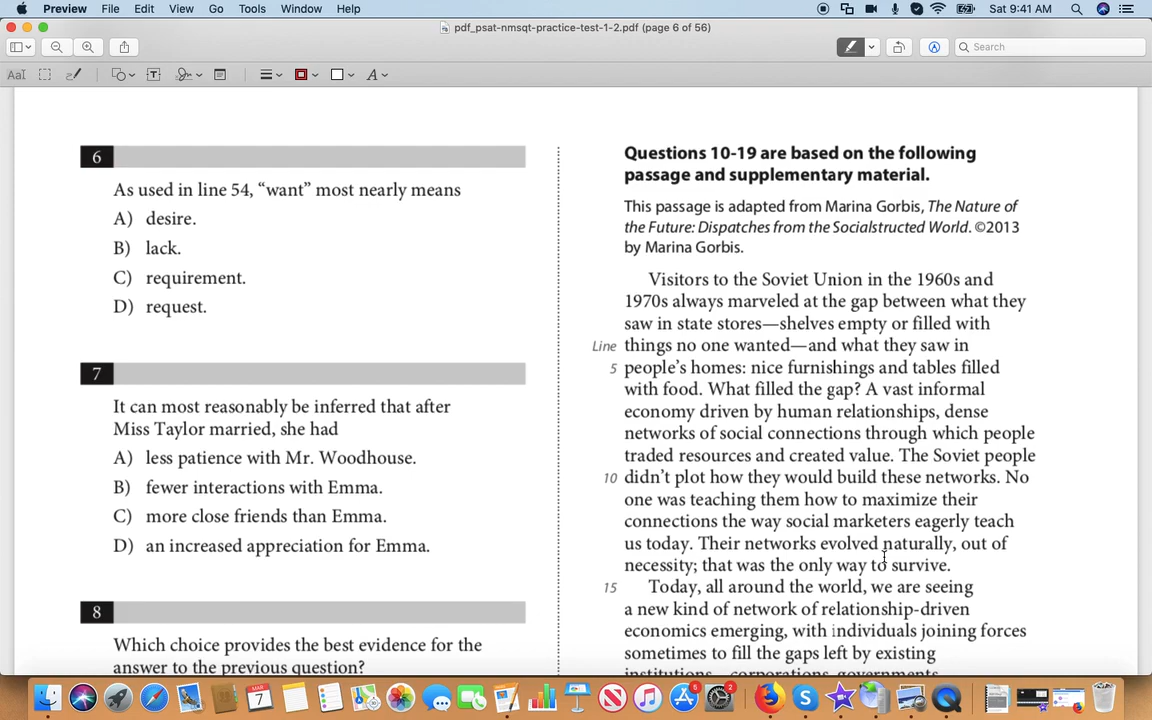 Preview File Edit View Go Tools Window Help Sat 9:41 AM
pdf_psat-nmsqt-practice-test-1-2.pdf (page 6 of 56)
Search
6
As used in line 54, “want” most nearly means
A) desire.
B) lack.
C) requirement.
D) request.
7
It can most reasonably be inferred that after
Miss Taylor married, she had
A) less patience with Mr. Woodhouse.
B) fewer interactions with Emma.
C) more close friends than Emma.
D) an increased appreciation for Emma.
8
Which choice provides the best evidence for the
answer to the previous question?
Questions 10-19 are based on the following
passage and supplementary material.
This passage is adapted from Marina Gorbis, The Nature of
the Future: Dispatches from the Socialstructed World. ©2013
by Marina Gorbis.
Visitors to the Soviet Union in the 1960s and
1970s always marveled at the gap between what they
saw in state stores—shelves empty or filled with
Line things no one wanted—and what they saw in
5 people’s homes: nice furnishings and tables filled
with food. What filled the gap? A vast informal
economy driven by human relationships, dense
networks of social connections through which people
traded resources and created value. The Soviet people
10 didn’t plot how they would build these networks. No
one was teaching them how to maximize their
connections the way social marketers eagerly teach
us today. Their networks evolved naturally, out of
necessity; that was the only way to survive.
15 Today, all around the world, we are seeing
a new kind of network of relationship-driven
economics emerging, with individuals joining forces
sometimes to fill the gaps left by existing
institutions—corporations, governments,
MAR
7
6
2